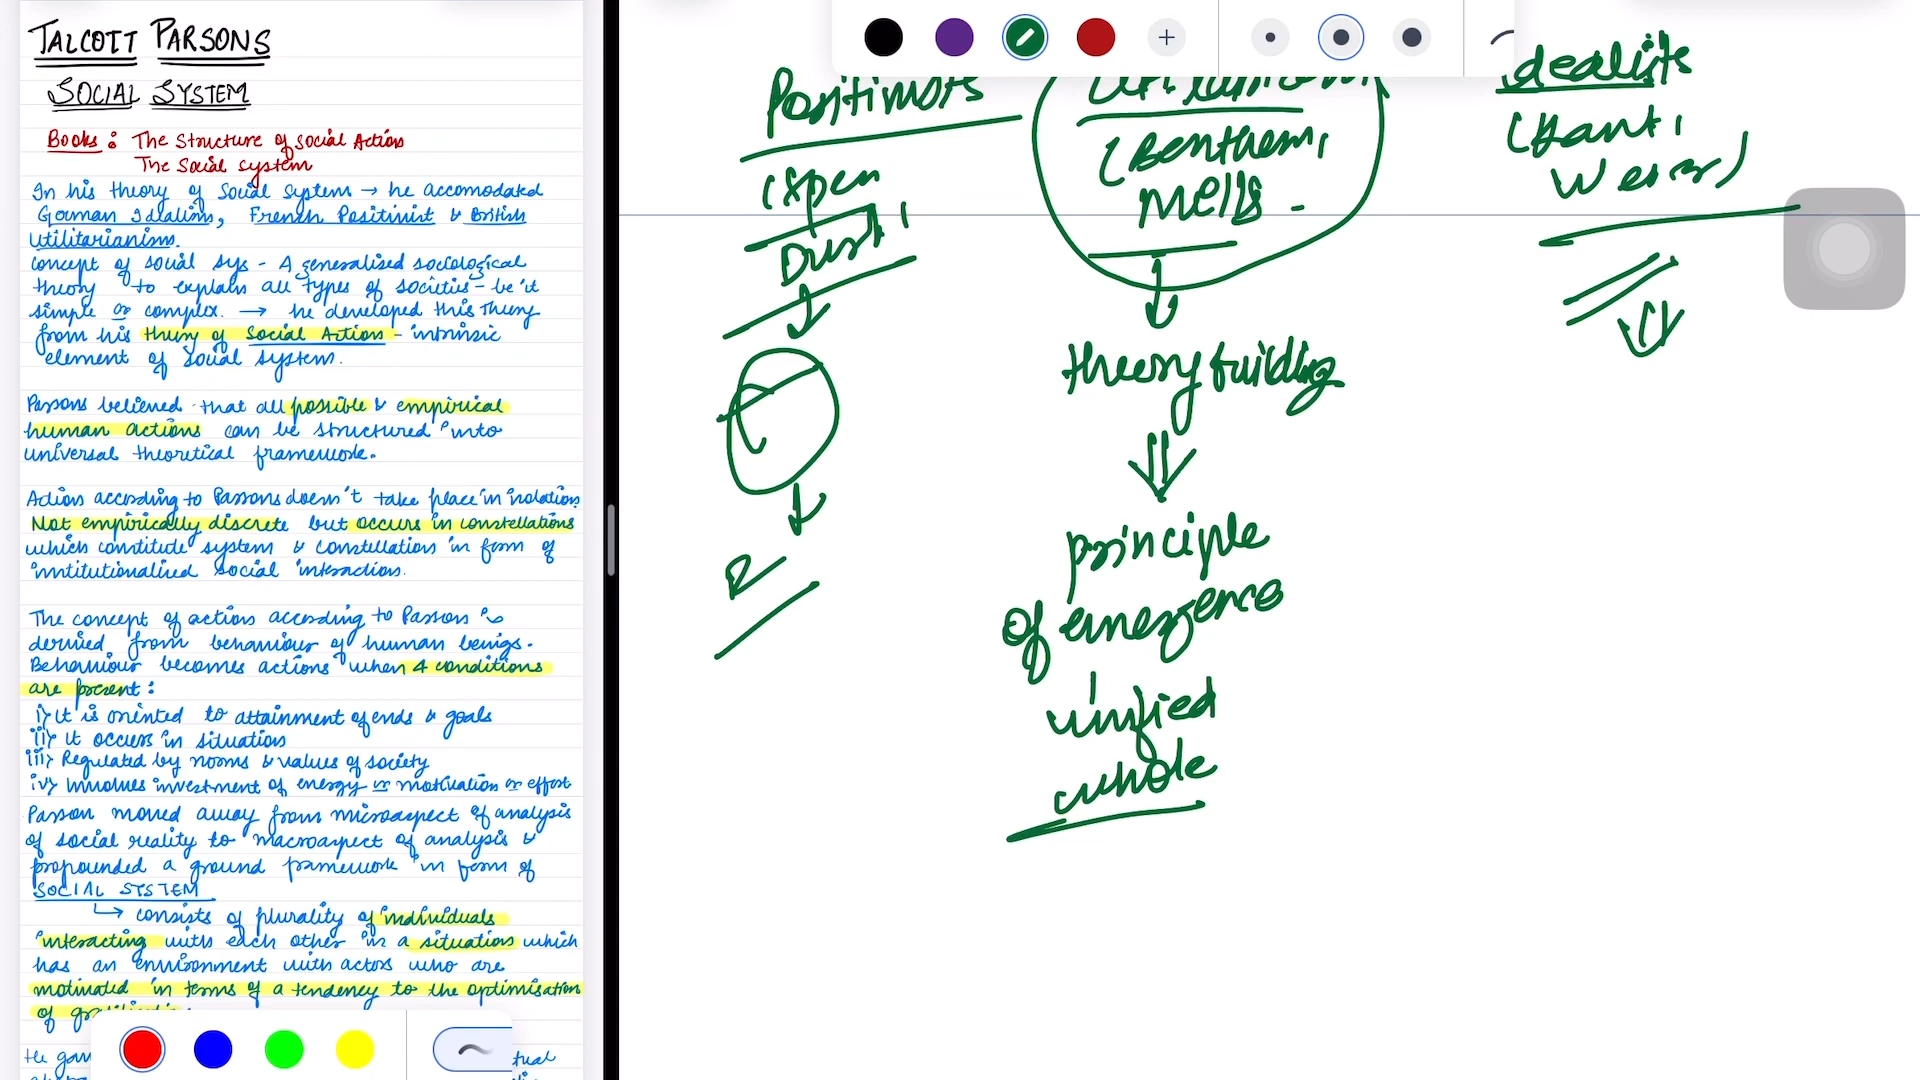 TALCOTT PARSONS
SOCIAL SYSTEM
Books : The Structure of Social Action
The Social system
In his theory of Social System → he accomodated
German Idealism, French Positivist & British
Utilitarianism.
Concept of social sys - A generalised sociological
theory to explain all types of societies - be it
simple or complex. → he developed this theory
from his theory of Social Action - intrinsic
element of social system.
Parsons believed that all possible & empirical
human actions can be structured into
universal theoretical framework.
Action according to Parsons doesn't take place in isolation.
Not empirically discrete but occurs in constellations
which constitute system & constellation in form of
institutionalised social interaction.
The concept of action according to Parson is
derived from behaviour of human beings.
Behaviour becomes actions when 4 conditions
are present :
i) It is oriented to attainment of ends & goals
ii) it occurs in situation
iii) Regulated by norms & values of society
iv) Involves investment of energy or motivation or effort
Parson moved away from microaspect of analysis
of social reality to macroaspect of analysis &
propounded a ground framework in form of
SOCIAL SYSTEM
↳ consists of plurality of individuals
interacting with each other in a situation which
has an environment with actors who are
motivated in terms of a tendency to the optimisation
of
He
Positivists
(Benthem,
Mells -
theory building
principle
of emergence
unified
whole
Idealists
(Kant,
Weber)